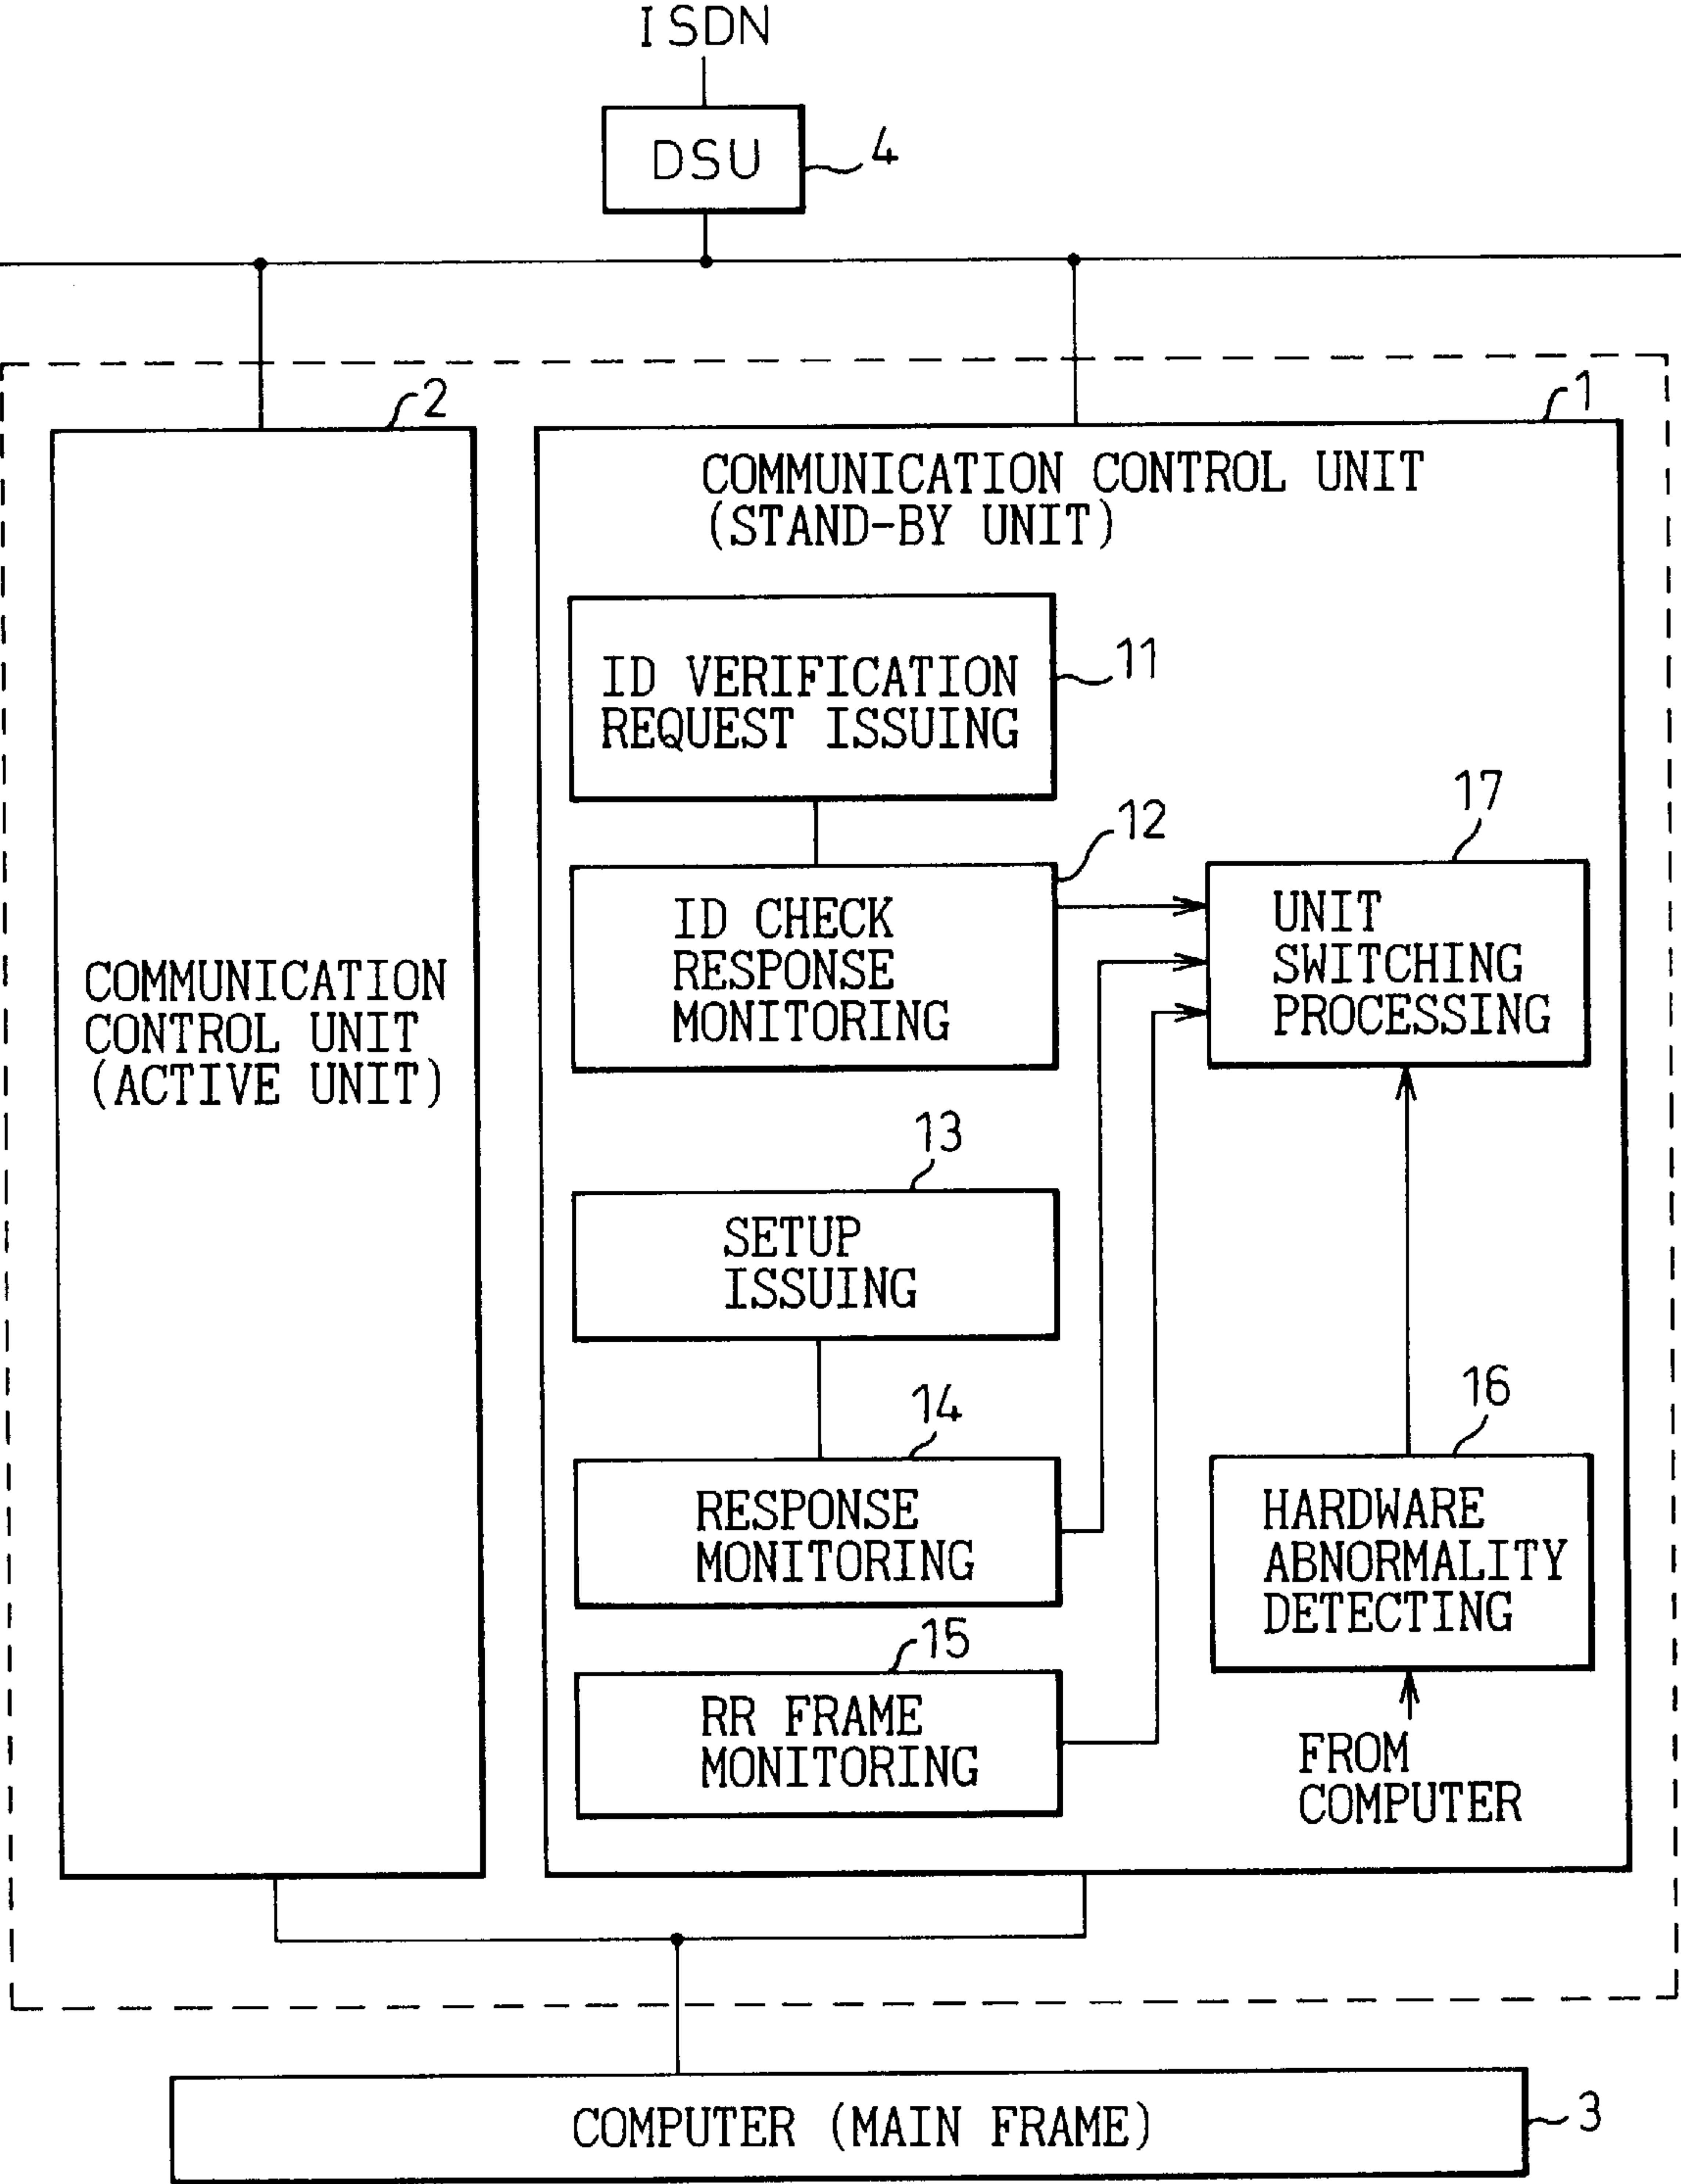 ISDN
DSU
4
2
1
COMMUNICATION CONTROL UNIT
(STAND-BY UNIT)
ID VERIFICATION
REQUEST ISSUING
11
12
17
ID CHECK
RESPONSE
MONITORING
UNIT
SWITCHING
PROCESSING
COMMUNICATION
CONTROL UNIT
(ACTIVE UNIT)
13
SETUP
ISSUING
14
16
RESPONSE
MONITORING
HARDWARE
ABNORMALITY
DETECTING
15
RR FRAME
MONITORING
FROM
COMPUTER
COMPUTER (MAIN FRAME)
3